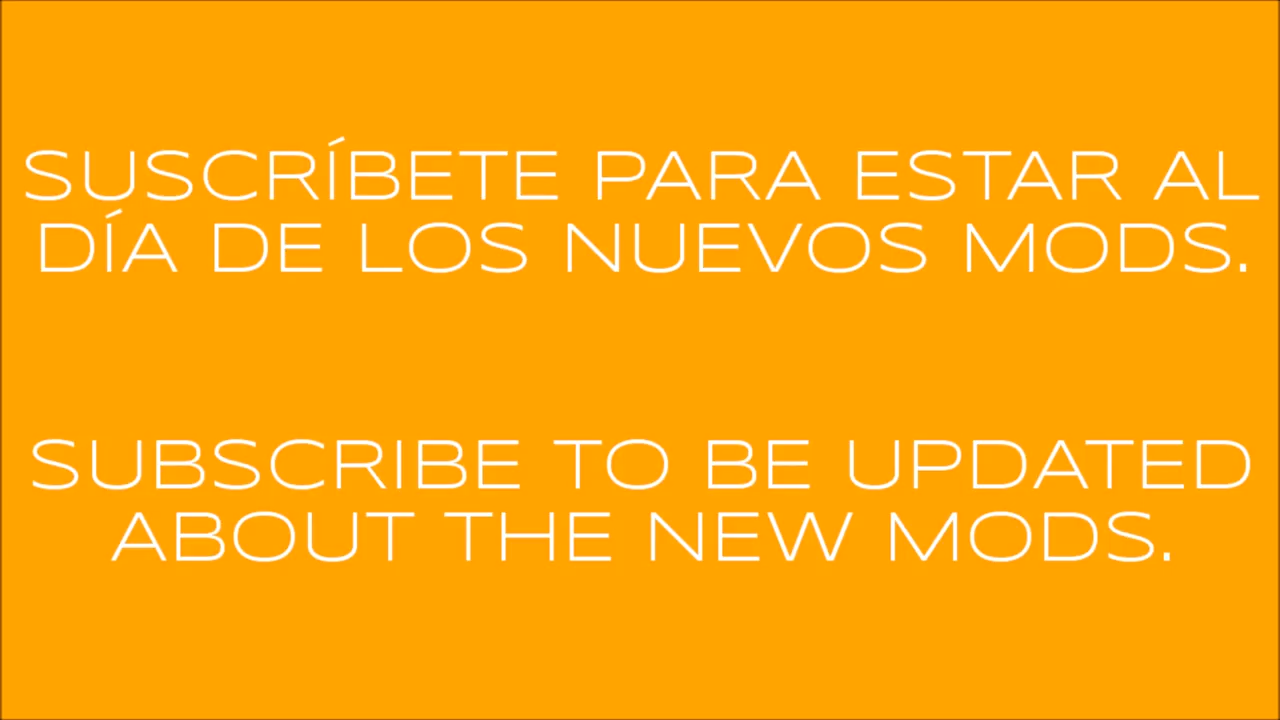 SUSCRÍBETE PARA ESTAR AL
DÍA DE LOS NUEVOS MODS.
SUBSCRIBE TO BE UPDATED
ABOUT THE NEW MODS.